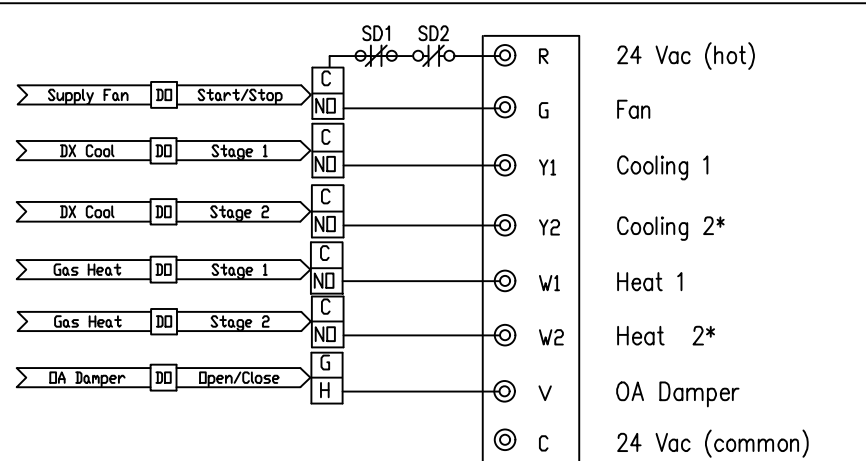 SD1 SD2
C R 24 Vac (hot)
Supply Fan DO Start/Stop
NO G Fan
C
DX Cool DO Stage 1
NO Y1 Cooling 1
C
DX Cool DO Stage 2
NO Y2 Cooling 2*
C
Gas Heat DO Stage 1
NO W1 Heat 1
C
Gas Heat DO Stage 2
NO W2 Heat 2*
G
OA Damper DO Open/Close
H V OA Damper
C 24 Vac (common)